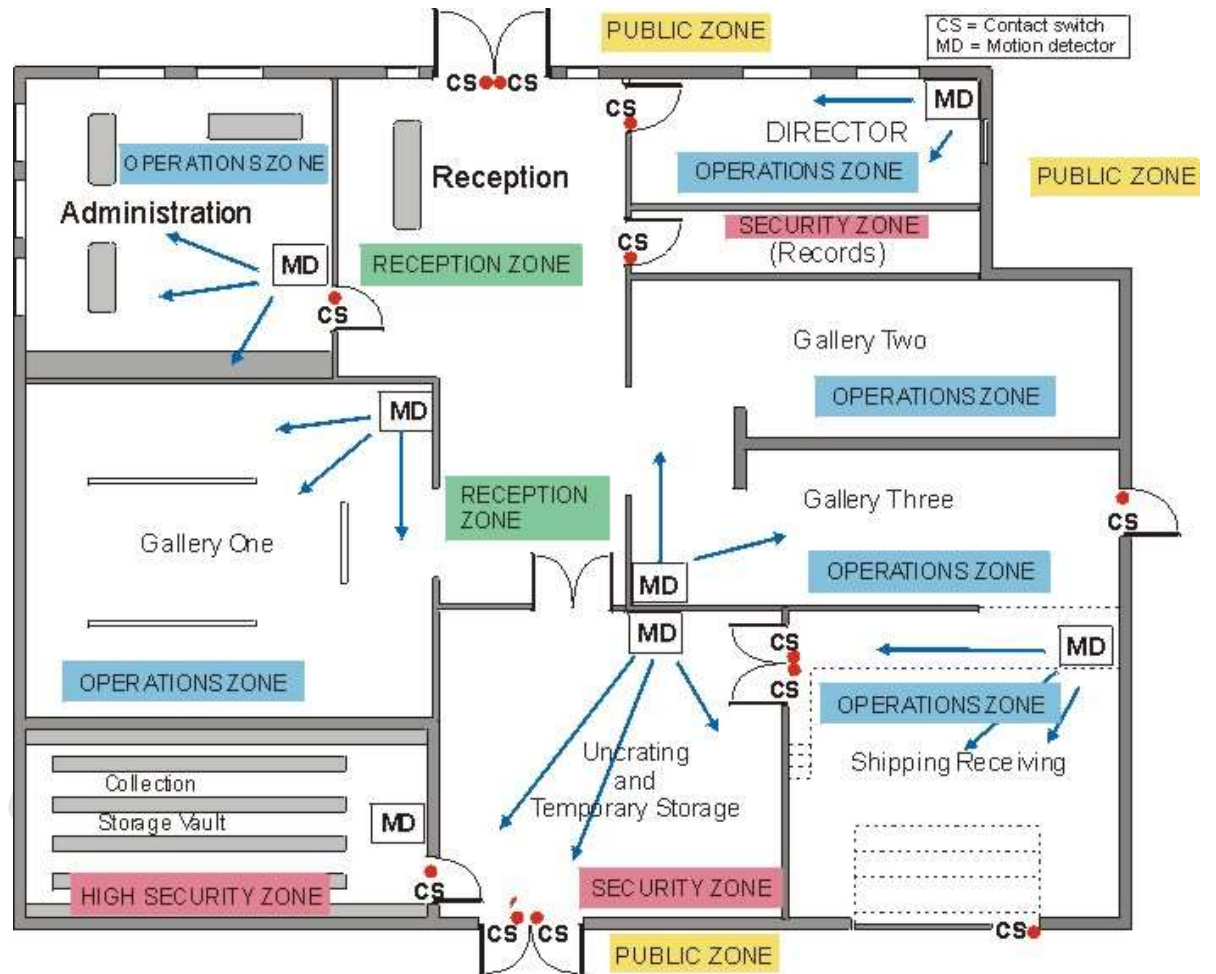 PUBLIC ZONE
CS = Contact switch
MD = Motion detector
CS CS
CS
MD
DIRECTOR
OPERATIONS ZONE
OPERATIONS ZONE
Reception
PUBLIC ZONE
Administration
SECURITY ZONE
(Records)
CS
RECEPTION ZONE
MD
CS
Gallery Two
OPERATIONS ZONE
MD
RECEPTION
ZONE
Gallery Three
CS
Gallery One
OPERATIONS ZONE
MD
MD
CS
MD
CS
OPERATIONS ZONE
OPERATIONS ZONE
Uncrating
and
Temporary Storage
Shipping Receiving
Collection
Storage Vault
MD
HIGH SECURITY ZONE
CS
SECURITY ZONE
CS CS
CS
PUBLIC ZONE